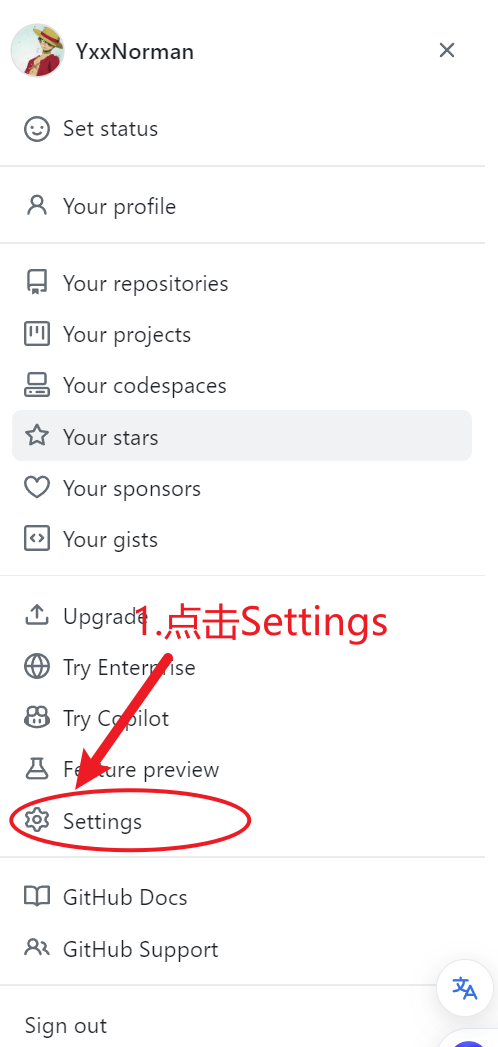 YxxNorman
Set status
Your profile
Your repositories
Your projects
Your codespaces
Your stars
Your sponsors
Your gists
Upgrade
1.点击Settings
Try Enterprise
Try Copilot
Feature preview
Settings
GitHub Docs
GitHub Support
Sign out